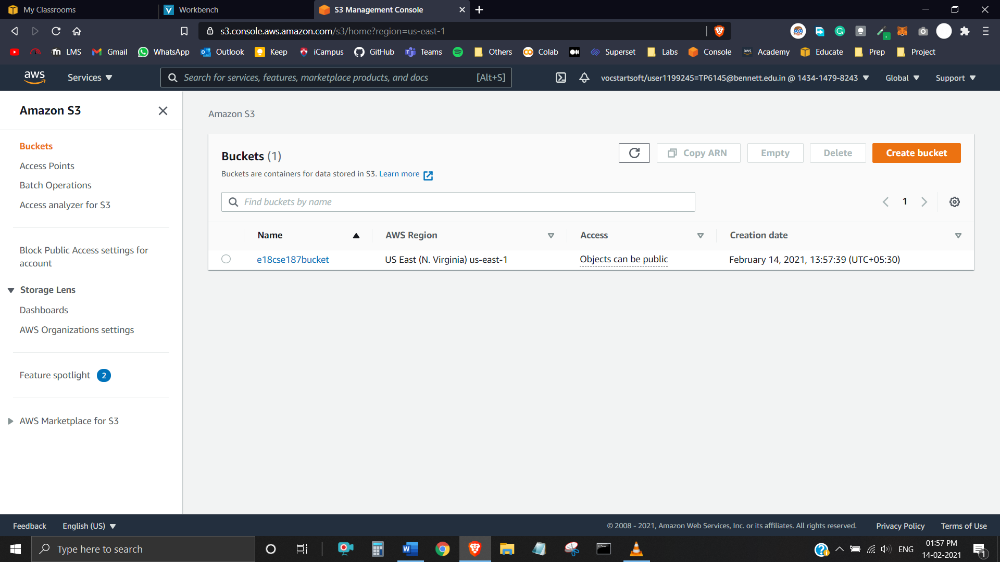 My Classrooms
Workbench
S3 Management Console
s3.console.aws.amazon.com/s3/home?region=us-east-1
LMS
Gmail
WhatsApp
Outlook
Keep
iCampus
GitHub
Teams
Others
Colab
Superset
Labs
Console
aws
Academy
Educate
Prep
Project
aws
Services
Search for services, features, marketplace products, and docs
[Alt+S]
vocstartsoft/user1199245=TP6145@bennett.edu.in @ 1434-1479-8243
Global
Support
Amazon S3
Buckets
Access Points
Batch Operations
Access analyzer for S3
Block Public Access settings for
account
Storage Lens
Dashboards
AWS Organizations settings
Feature spotlight 2
AWS Marketplace for S3
Amazon S3
Buckets (1)
Copy ARN
Empty
Delete
Create bucket
Buckets are containers for data stored in S3. Learn more
Find buckets by name
1
Name
AWS Region
Access
Creation date
e18cse187bucket
US East (N. Virginia) us-east-1
Objects can be public
February 14, 2021, 13:57:39 (UTC+05:30)
Feedback
English (US)
© 2008 - 2021, Amazon Web Services, Inc. or its affiliates. All rights reserved.
Privacy Policy
Terms of Use
Type here to search
ENG
01:57 PM
14-02-2021
1